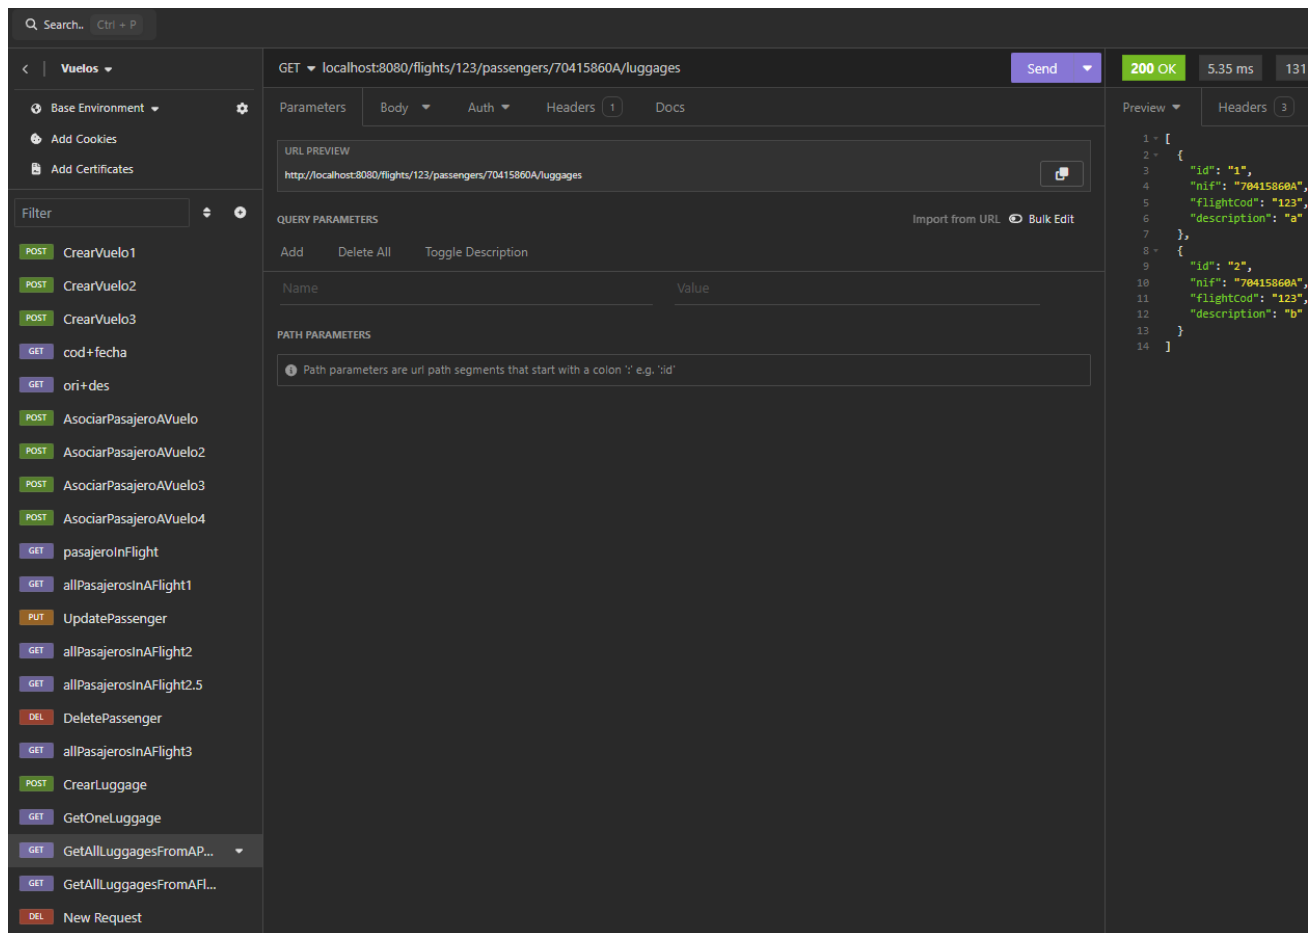 Search.. Ctrl + P
Vuelos
Base Environment
Add Cookies
Add Certificates
Filter
POST CrearVuelo1
POST CrearVuelo2
POST CrearVuelo3
GET cod+fecha
GET ori+des
POST AsociarPasajeroAVuelo
POST AsociarPasajeroAVuelo2
POST AsociarPasajeroAVuelo3
POST AsociarPasajeroAVuelo4
GET pasajeroInFlight
GET allPasajerosInAFlight1
PUT UpdatePassenger
GET allPasajerosInAFlight2
GET allPasajerosInAFlight2.5
DEL DeletePassenger
GET allPasajerosInAFlight3
POST CrearLuggage
GET GetOneLuggage
GET GetAllLuggagesFromAP...
GET GetAllLuggagesFromAFl...
DEL New Request
GET localhost:8080/flights/123/passengers/70415860A/luggages Send
Parameters Body Auth Headers 1 Docs
URL PREVIEW
http://localhost:8080/flights/123/passengers/70415860A/luggages
QUERY PARAMETERS Import from URL Bulk Edit
Add Delete All Toggle Description
Name Value
PATH PARAMETERS
Path parameters are url path segments that start with a colon ':' e.g. ':id'
200 OK 5.35 ms 131
Preview Headers 3
1 [
2 {
3 "id": "1",
4 "nif": "70415860A",
5 "flightCod": "123",
6 "description": "a"
7 },
8 {
9 "id": "2",
10 "nif": "70415860A",
11 "flightCod": "123",
12 "description": "b"
13 }
14 ]